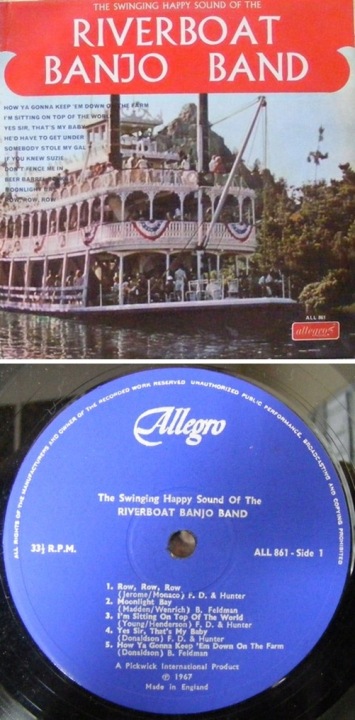 THE SWINGING HAPPY SOUND OF THE
RIVERBOAT
BANJO BAND
HOW YA GONNA KEEP 'EM DOWN ON THE FARM
I'M SITTING ON TOP OF THE WORLD
YES SIR, THAT'S MY BABY
HE'D HAVE TO GET UNDER
SOMEBODY STOLE MY GAL
IF YOU KNEW SUZIE
DON'T FENCE ME IN
BEER BARREL
MOONLIGHT BAY
ROW, ROW, ROW
ALL 861
allegro
ALL RIGHTS OF THE MANUFACTURERS AND OWNER OF THE RECORDED WORK RESERVED UNAUTHORIZED PUBLIC PERFORMANCE, BROADCASTING AND COPYING PROHIBITED
Allegro
The Swinging Happy Sound Of The
RIVERBOAT BANJO BAND
33⅓ R.P.M.
ALL 861 - Side 1
1. Row, Row, Row
(Jerome/Monaco) F. D. & Hunter
2. Moonlight Bay
(Madden/Wenrich) B. Feldman
3. I'm Sitting On Top Of The World
(Young/Henderson) F. D. & Hunter
4. Yes Sir, That's My Baby
(Donaldson) F. D. & Hunter
5. How Ya Gonna Keep 'Em Down On The Farm
(Donaldson) B. Feldman
A Pickwick International Product
℗ 1967
Made in England